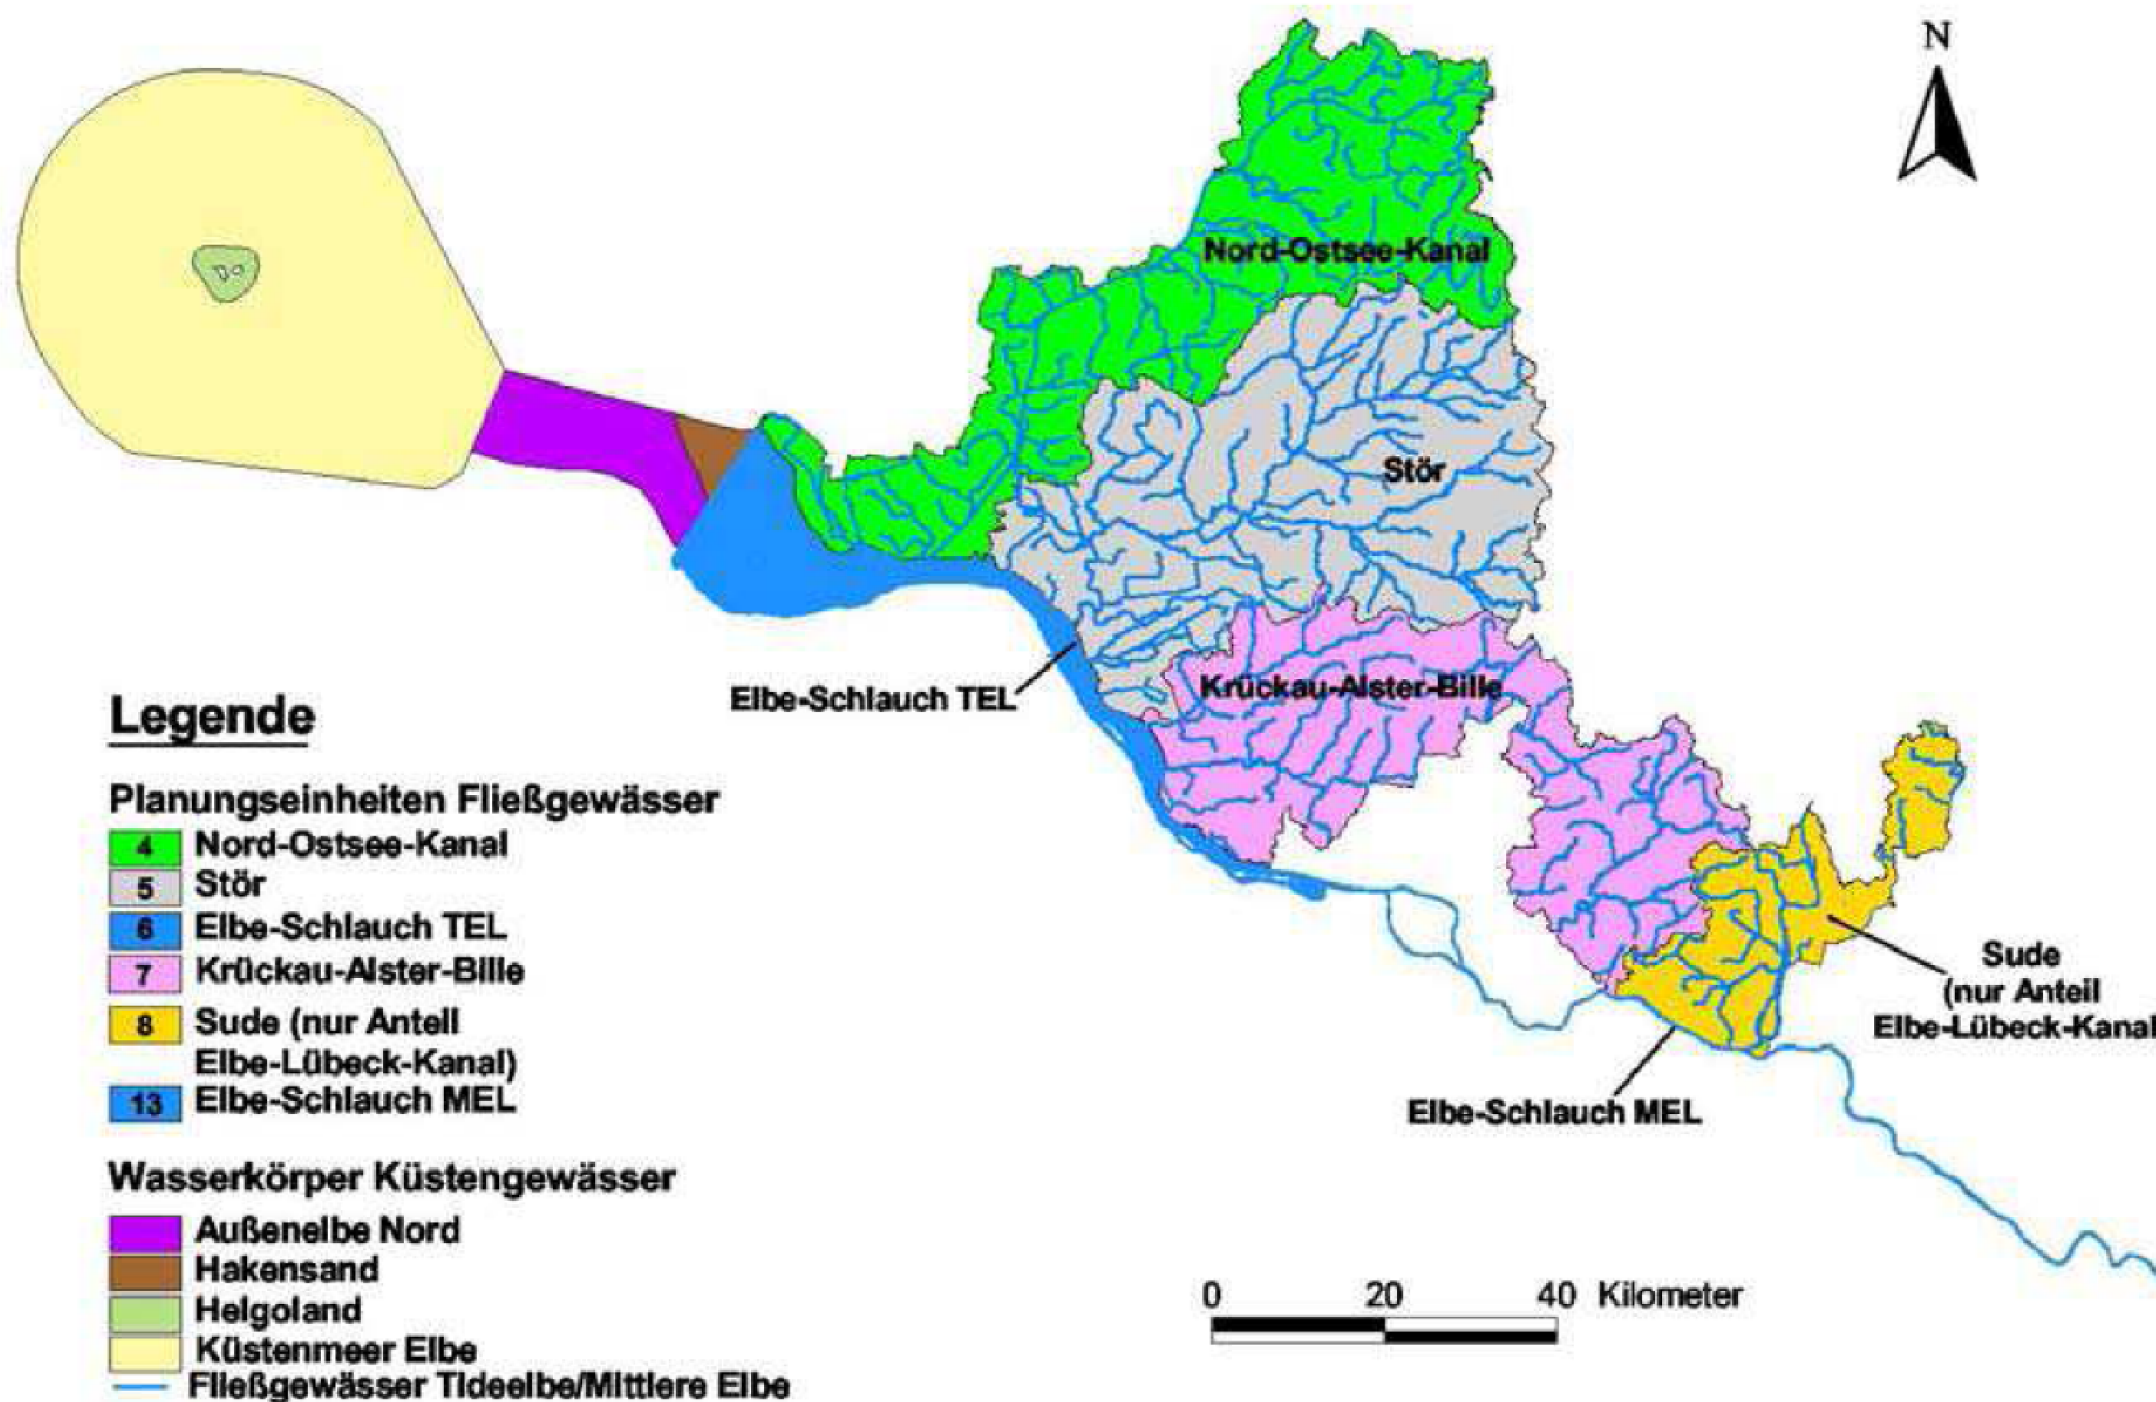 N
Nord-Ostsee-Kanal
Stör
Elbe-Schlauch TEL
Krückau-Alster-Bille
Sude
(nur Anteil
Elbe-Lübeck-Kanal
Elbe-Schlauch MEL
Legende
Planungseinheiten Fließgewässer
4 Nord-Ostsee-Kanal
5 Stör
6 Elbe-Schlauch TEL
7 Krückau-Alster-Bille
8 Sude (nur Anteil
Elbe-Lübeck-Kanal)
13 Elbe-Schlauch MEL
Wasserkörper Küstengewässer
Außenelbe Nord
Hakensand
Helgoland
Küstenmeer Elbe
Fließgewässer Tideelbe/Mittlere Elbe
0 20 40 Kilometer